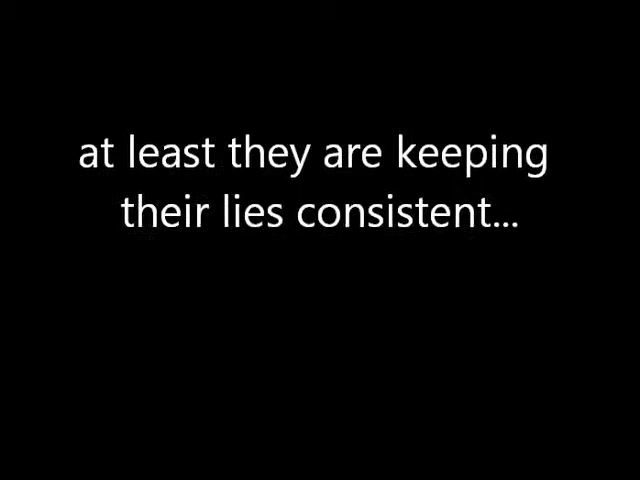 at least they are keeping
their lies consistent...